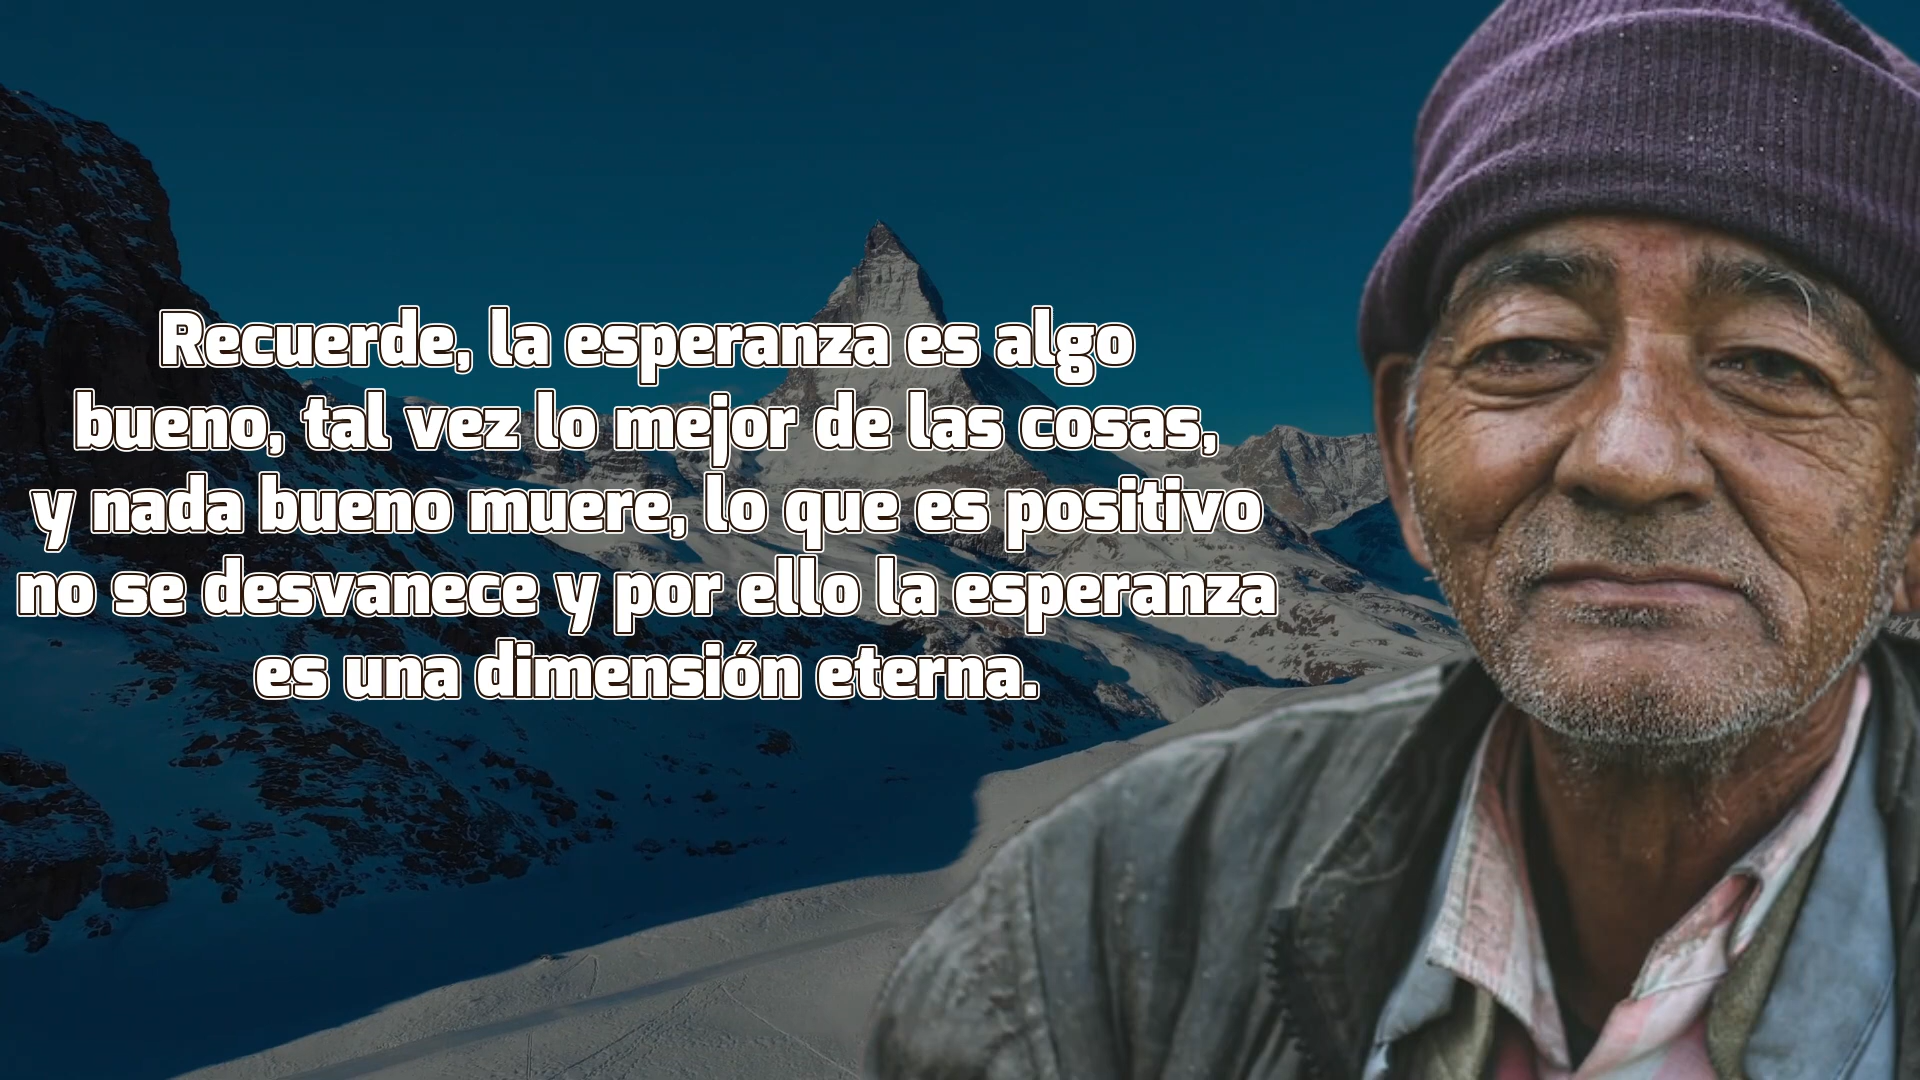 Recuerde, la esperanza es algo
bueno, tal vez lo mejor de las cosas,
y nada bueno muere, lo que es positivo
no se desvanece y por ello la esperanza
es una dimensión eterna.